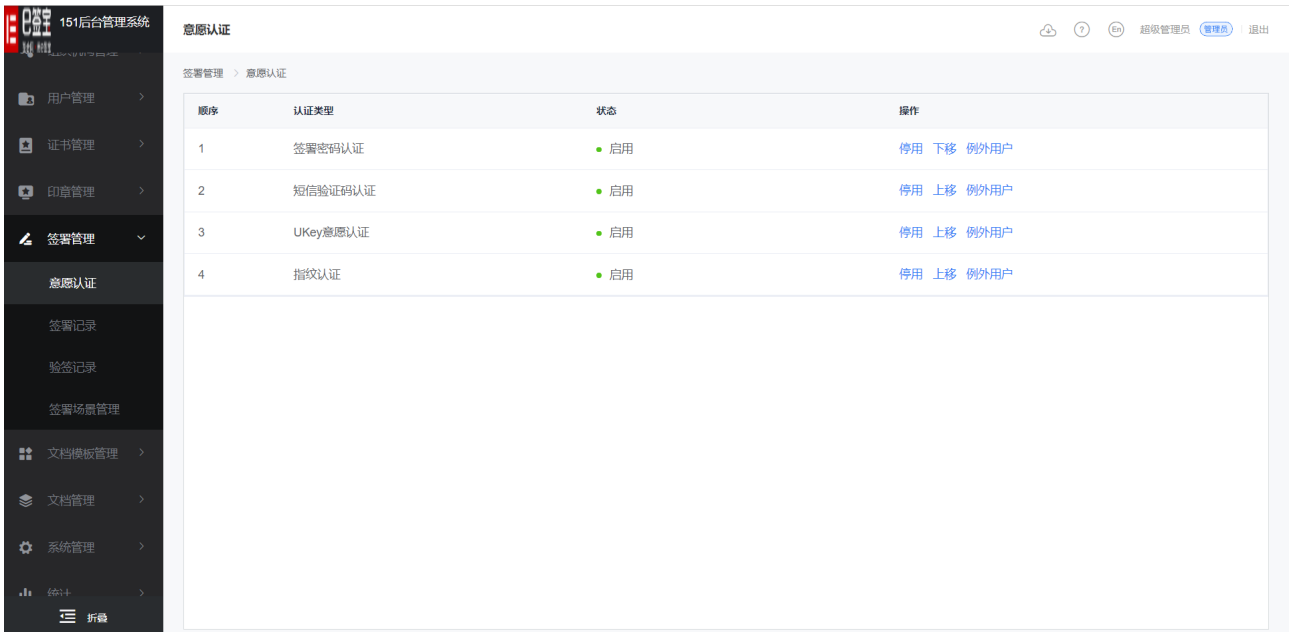 151后台管理系统
意愿认证
En
超级管理员
管理员
退出
签署管理 > 意愿认证
用户管理
证书管理
印章管理
签署管理
意愿认证
签署记录
验签记录
签署场景管理
文档模板管理
文档管理
系统管理
统计
折叠
顺序 认证类型 状态 操作
1 签署密码认证 启用 停用 下移 例外用户
2 短信验证码认证 启用 停用 上移 例外用户
3 UKey意愿认证 启用 停用 上移 例外用户
4 指纹认证 启用 停用 上移 例外用户